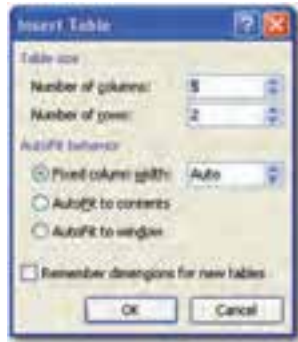 Insert Table
Table size
Number of columns: 5
Number of rows: 2
AutoFit behavior
Fixed column width: Auto
AutoFit to contents
AutoFit to window
Remember dimensions for new tables
OK Cancel